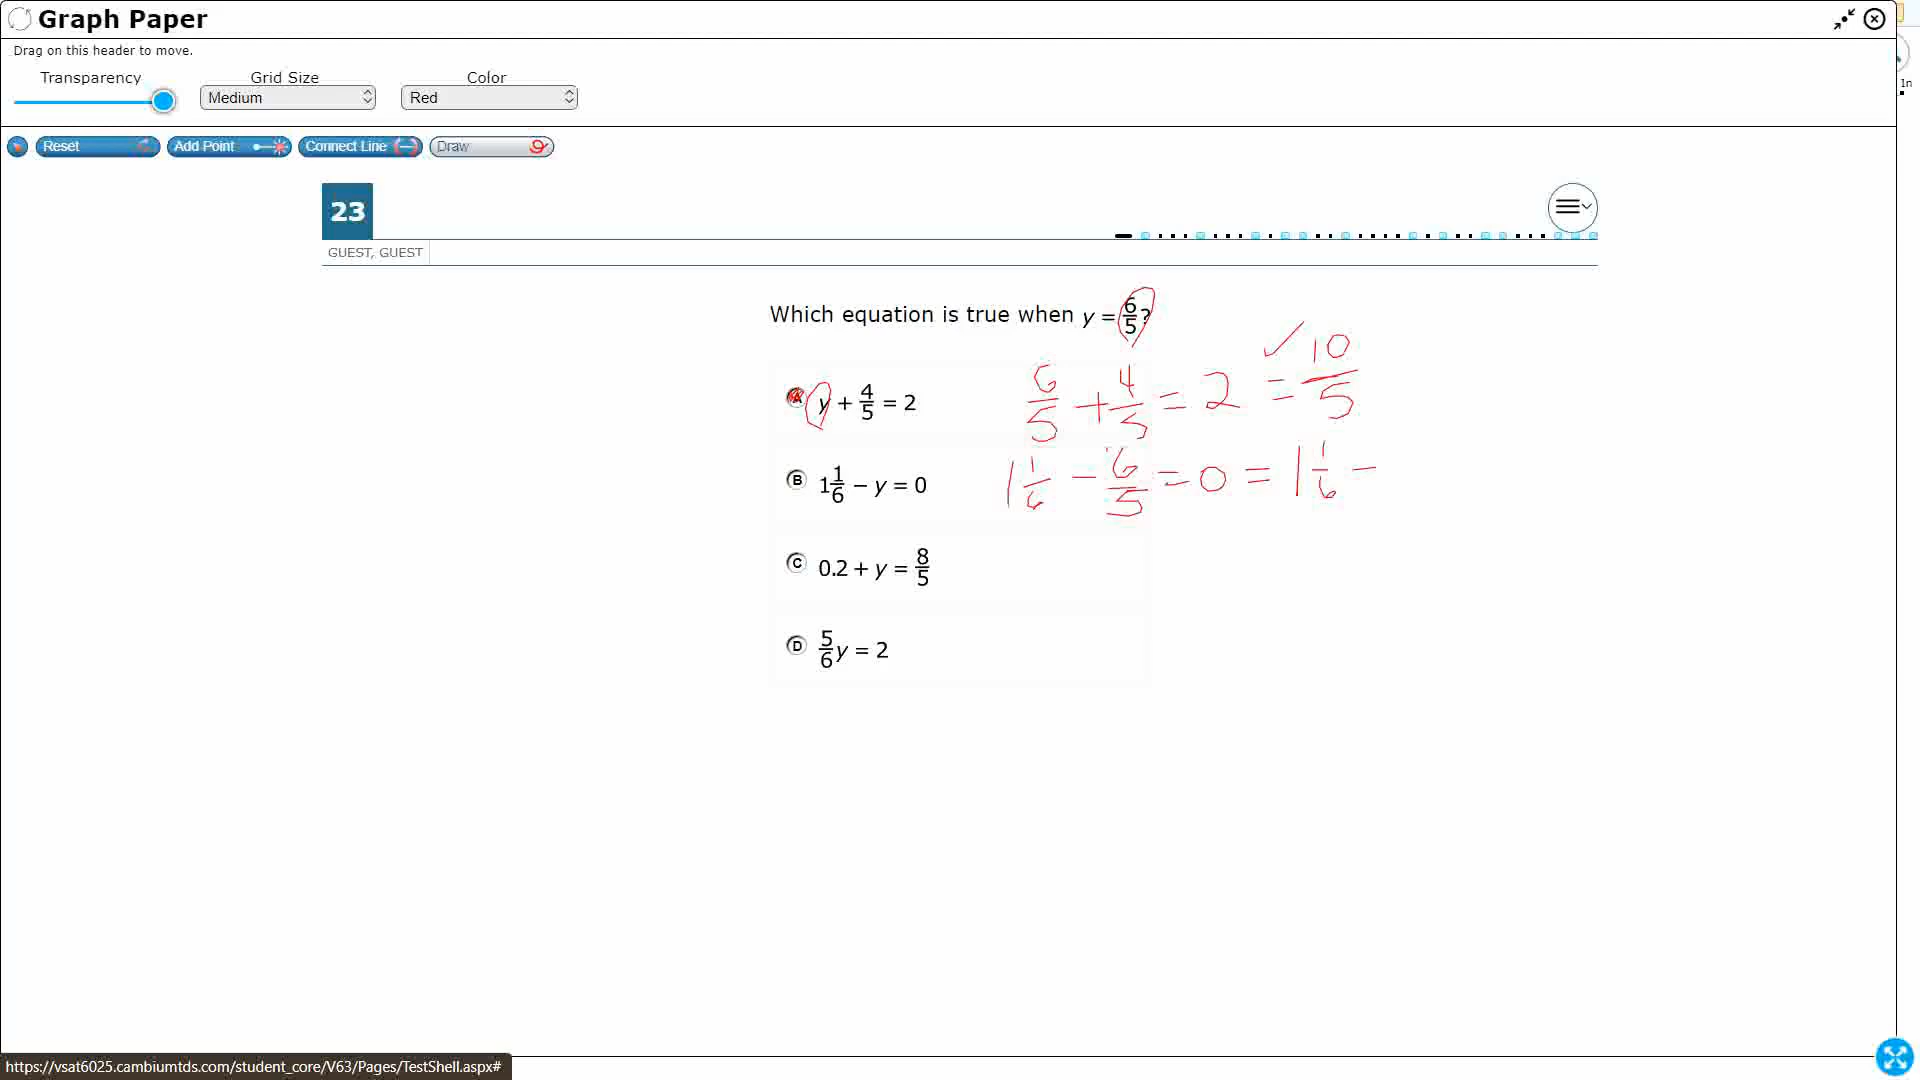 Graph Paper
Drag on this header to move.
Transparency Grid Size Color
Medium Red
Reset Add Point Connect Line Draw
In
23
GUEST, GUEST
Which equation is true when y = 6/5?
A y + 4/5 = 2
6/5 + 4/5 = 2 = 10/5 ✓
B 1 1/6 − y = 0
1 1/6 − 6/5 = 0 = 1 1/6 −
C 0.2 + y = 8/5
D 5/6 y = 2
https://vsat6025.cambiumtds.com/student_core/V63/Pages/TestShell.aspx#